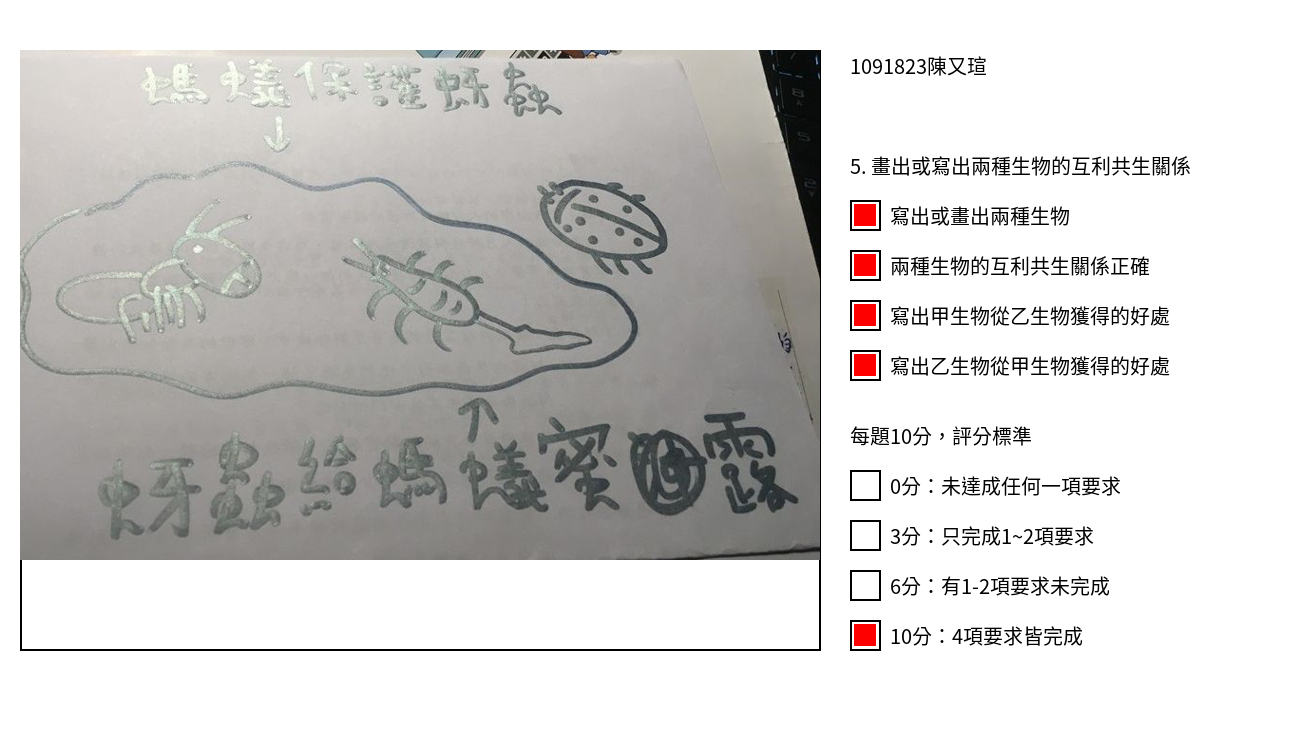 螞蟻保護蚜蟲
蚜蟲給螞蟻蜜露
1091823陳又瑄
5. 畫出或寫出兩種生物的互利共生關係
寫出或畫出兩種生物
兩種生物的互利共生關係正確
寫出甲生物從乙生物獲得的好處
寫出乙生物從甲生物獲得的好處
每題10分，評分標準
0分：未達成任何一項要求
3分：只完成1~2項要求
6分：有1-2項要求未完成
10分：4項要求皆完成